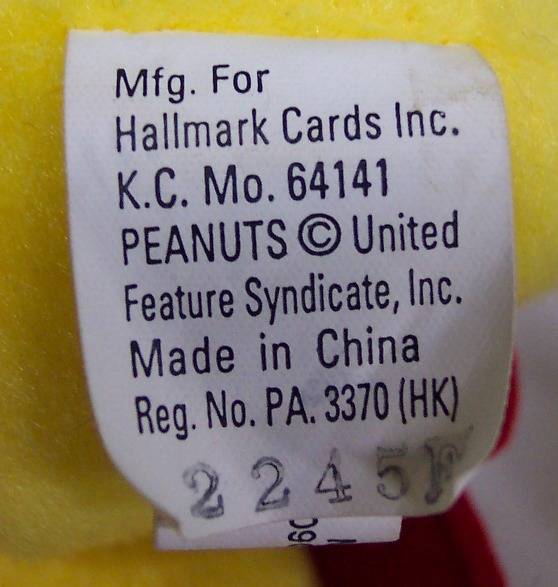 Mfg. For
Hallmark Cards Inc.
K.C. Mo. 64141
PEANUTS © United
Feature Syndicate, Inc.
Made in China
Reg. No. PA. 3370 (HK)
2245F